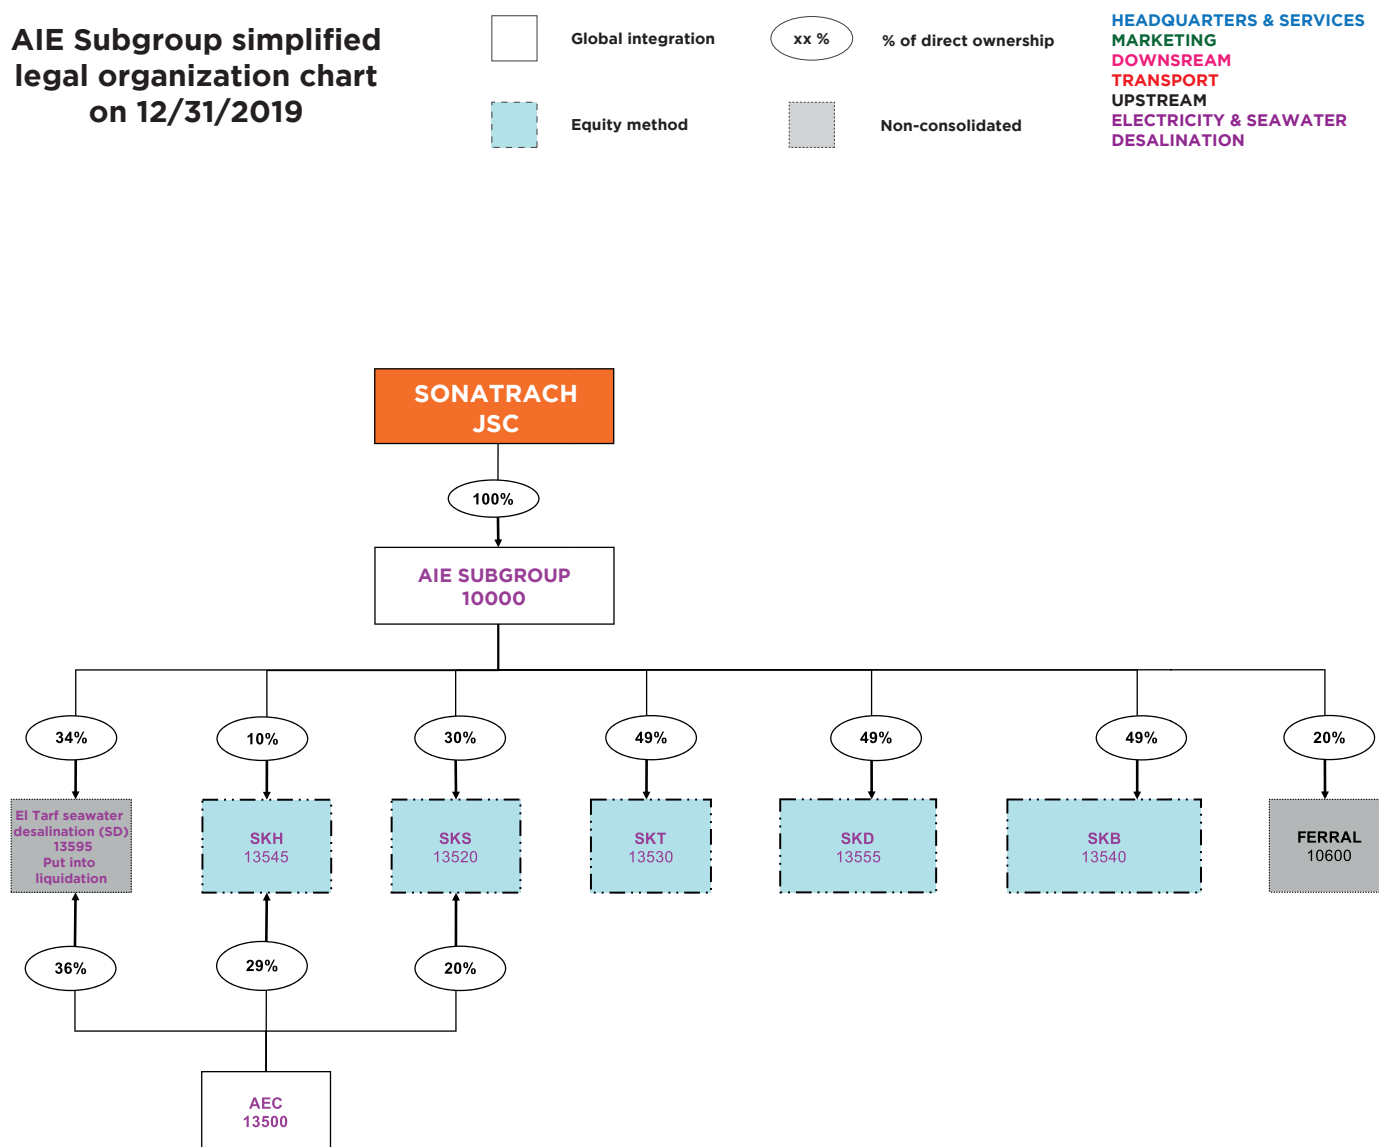 AIE Subgroup simplified
legal organization chart
on 12/31/2019
Global integration
xx %
% of direct ownership
Equity method
Non-consolidated
HEADQUARTERS & SERVICES
MARKETING
DOWNSREAM
TRANSPORT
UPSTREAM
ELECTRICITY & SEAWATER
DESALINATION
SONATRACH
JSC
100%
AIE SUBGROUP
10000
34%
10%
30%
49%
49%
49%
20%
El Tarf seawater
desalination (SD)
13595
Put into
liquidation
SKH
13545
SKS
13520
SKT
13530
SKD
13555
SKB
13540
FERRAL
10600
36%
29%
20%
AEC
13500